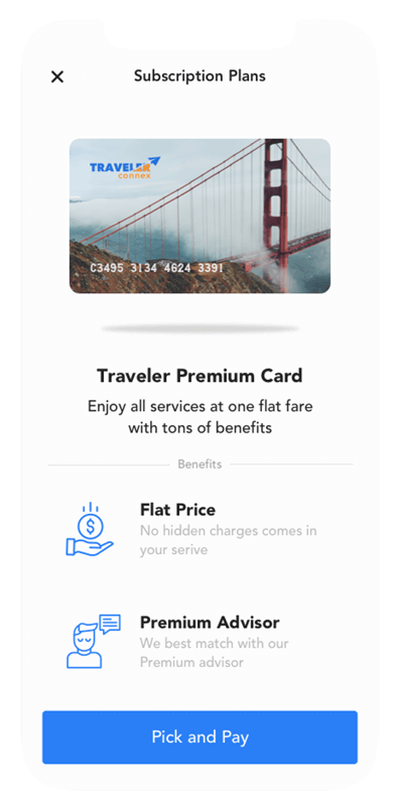 Subscription Plans
TRAVELER
connex
C3495 3134 4624 3391
Traveler Premium Card
Enjoy all services at one flat fare
with tons of benefits
Benefits
$
Flat Price
No hidden charges comes in
your serive
Premium Advisor
We best match with our
Premium advisor
Pick and Pay